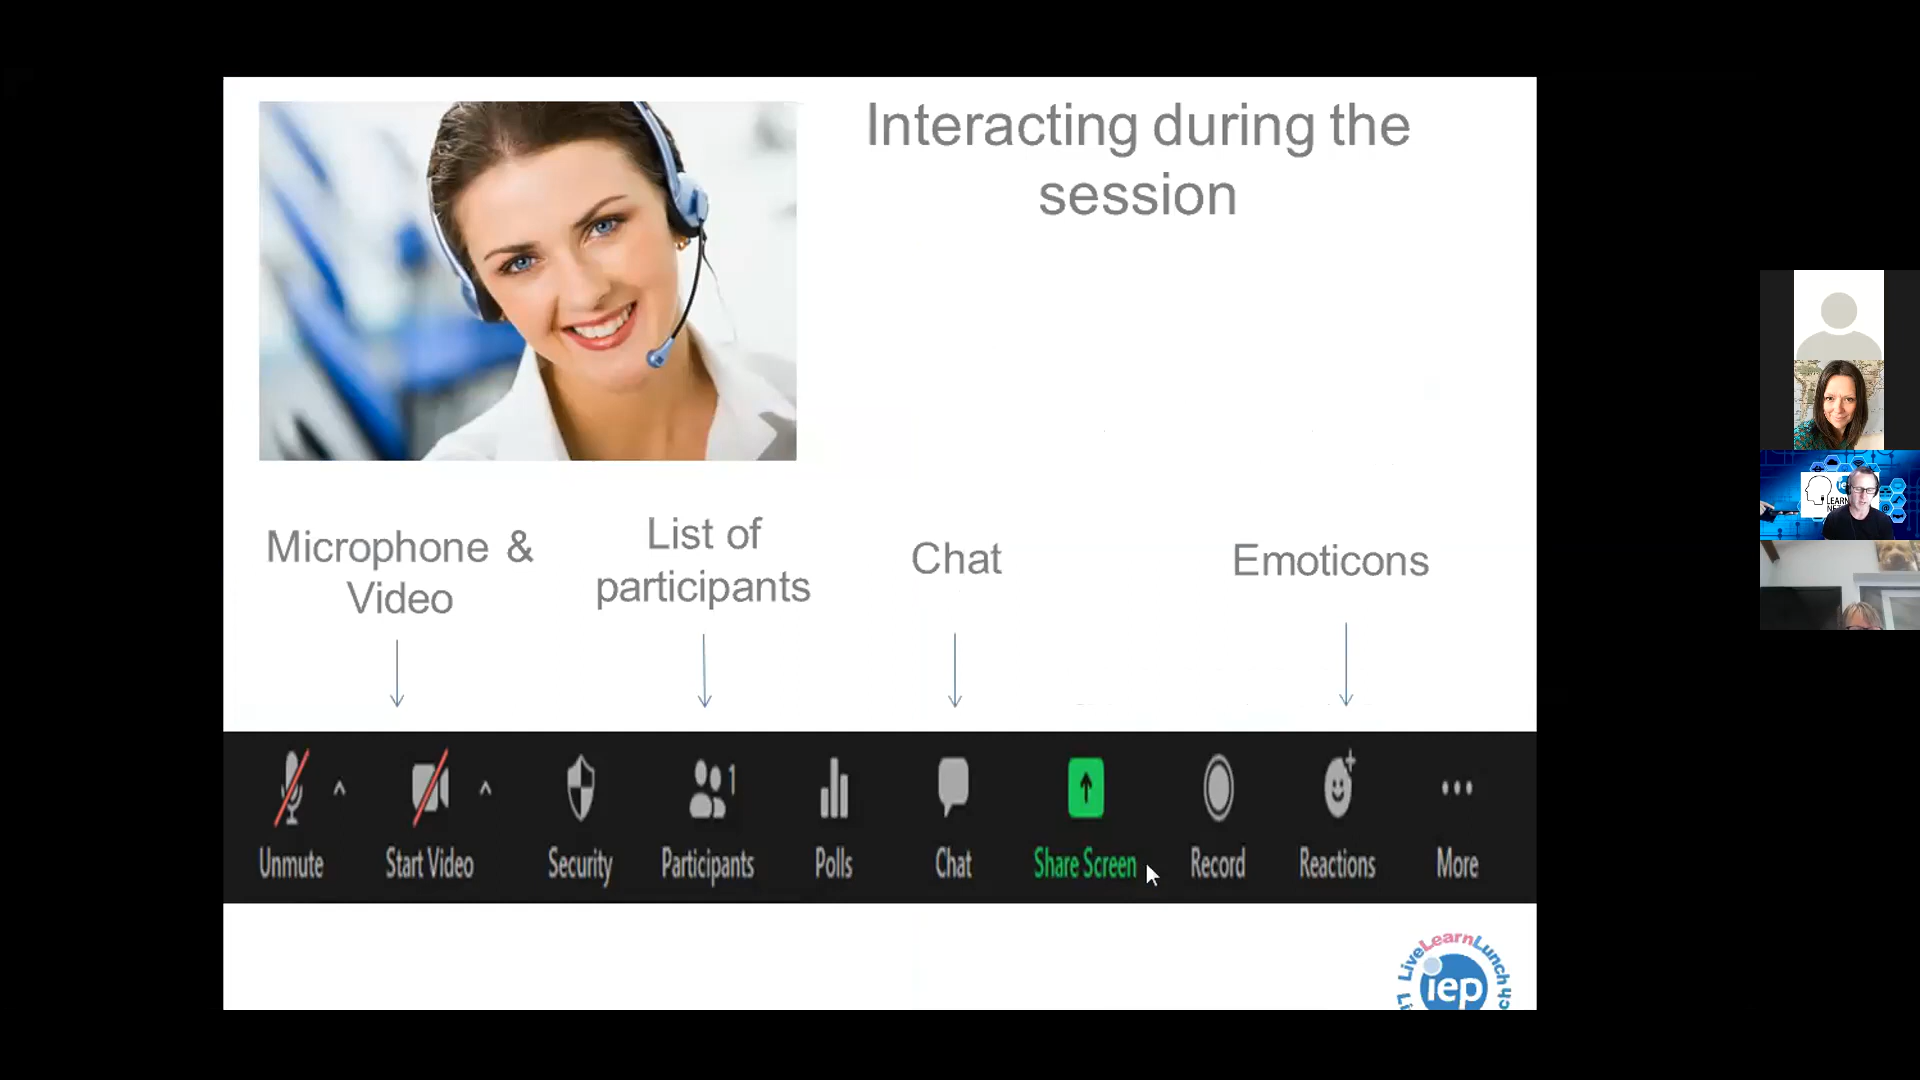 Interacting during the
session
Microphone &
Video
List of
participants
Chat
Emoticons
1
Unmute
Start Video
Security
Participants
Polls
Chat
Share Screen
Record
Reactions
More
LiveLearnLunch
iep